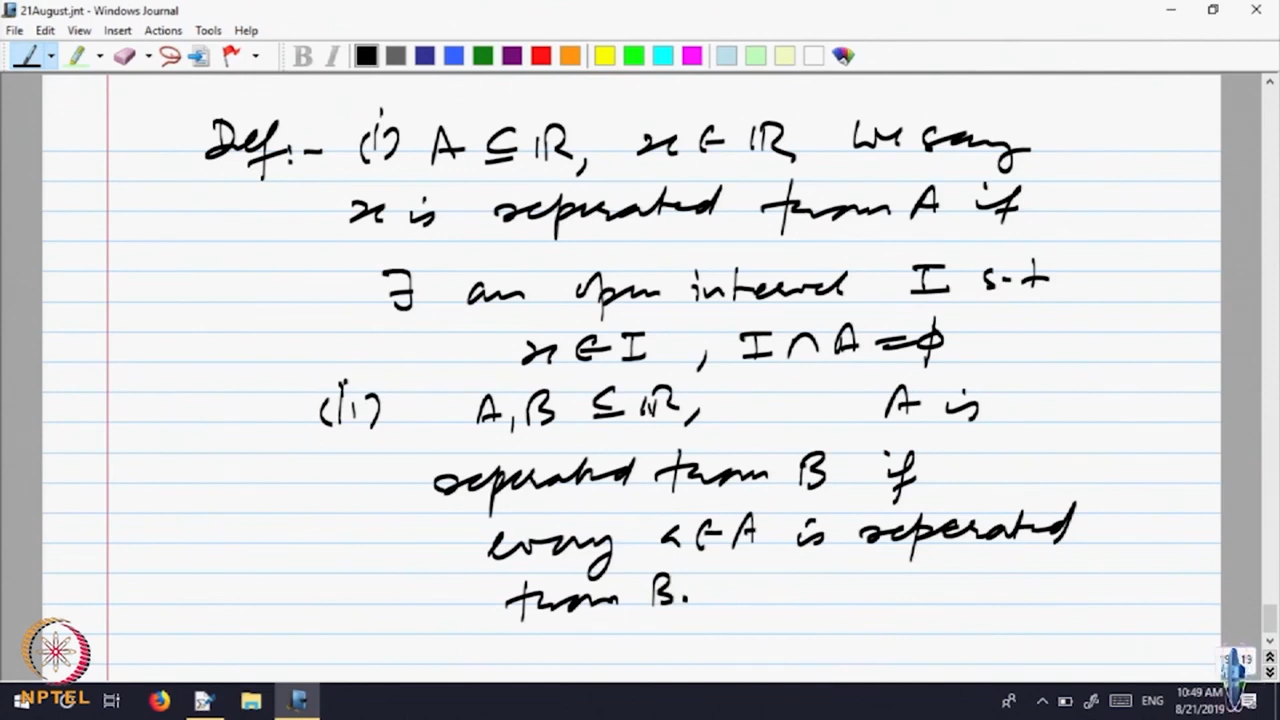 21August.jnt - Windows Journal
File Edit View Insert Actions Tools Help
Def:- (i) A ⊆ ℝ, x ∈ ℝ We say
x is seperated from A if
∃ an open interval I s.t
x ∈ I , I ∩ A = ϕ
(ii) A, B ⊆ ℝ, A is
seperated from B if
every a ∈ A is seperated
from B.
NPTEL
ENG
10:49 AM
8/21/2019